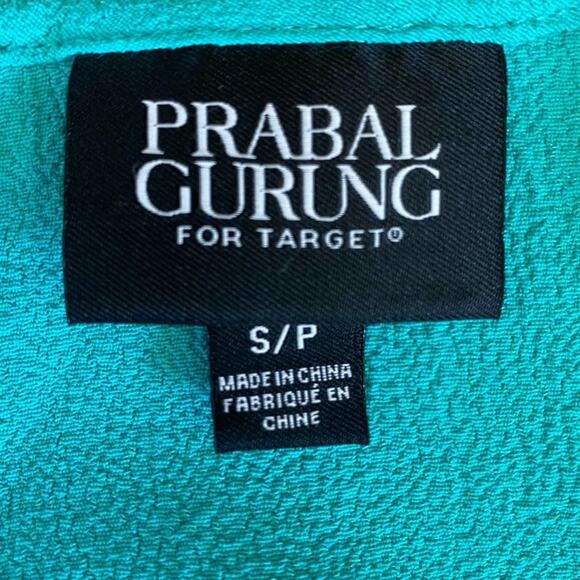 PRABAL
GURUNG
FOR TARGET®
S/P
MADE IN CHINA
FABRIQUÉ EN
CHINE